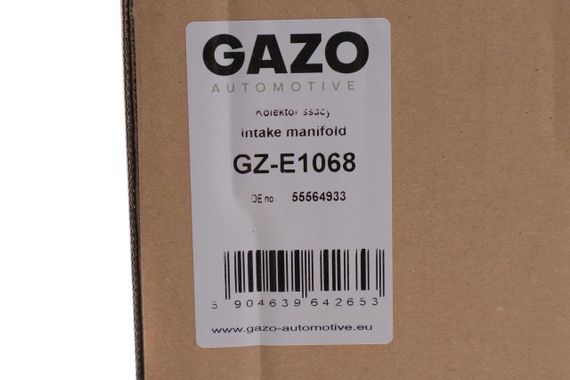 GAZO
AUTOMOTIVE
Kolektor ssący
Intake manifold
GZ-E1068
OE no 55564933
5 904639 642653
www.gazo-automotive.eu